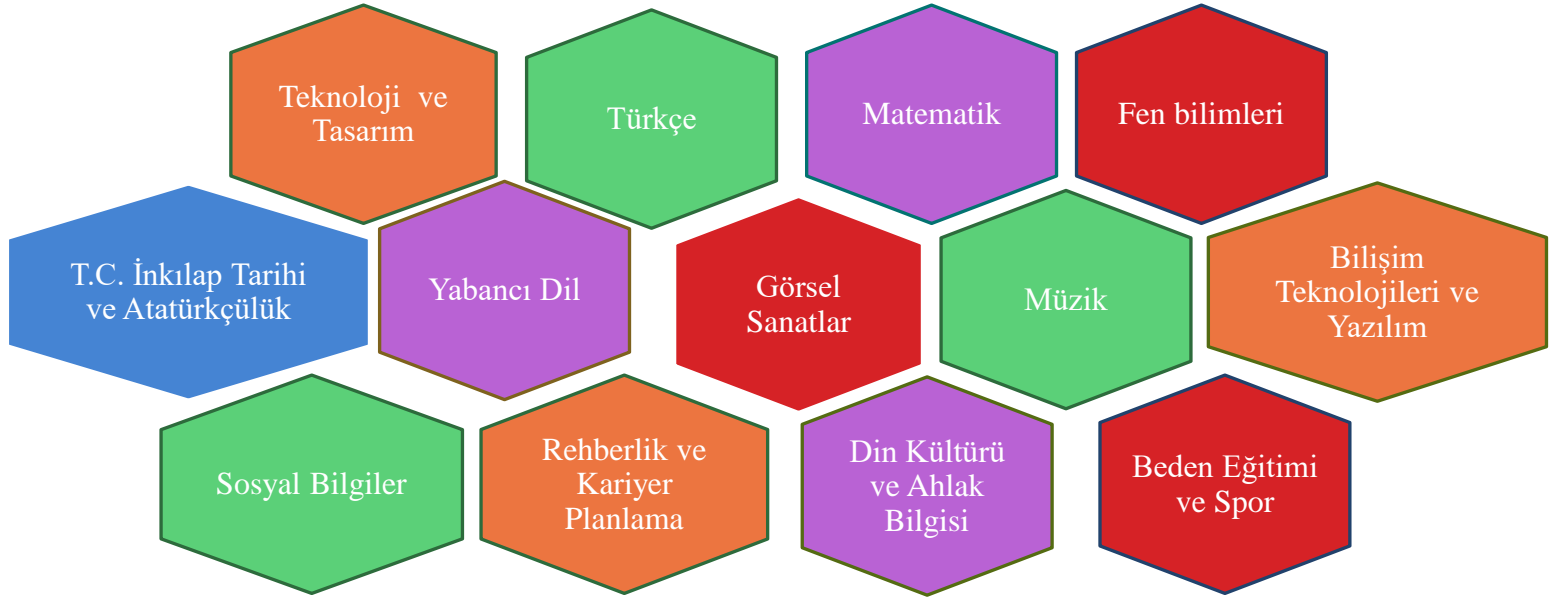 Teknoloji ve
Tasarım
Türkçe
Matematik
Fen bilimleri
T.C. İnkılap Tarihi
ve Atatürkçülük
Yabancı Dil
Görsel
Sanatlar
Müzik
Bilişim
Teknolojileri ve
Yazılım
Sosyal Bilgiler
Rehberlik ve
Kariyer
Planlama
Din Kültürü
ve Ahlak
Bilgisi
Beden Eğitimi
ve Spor